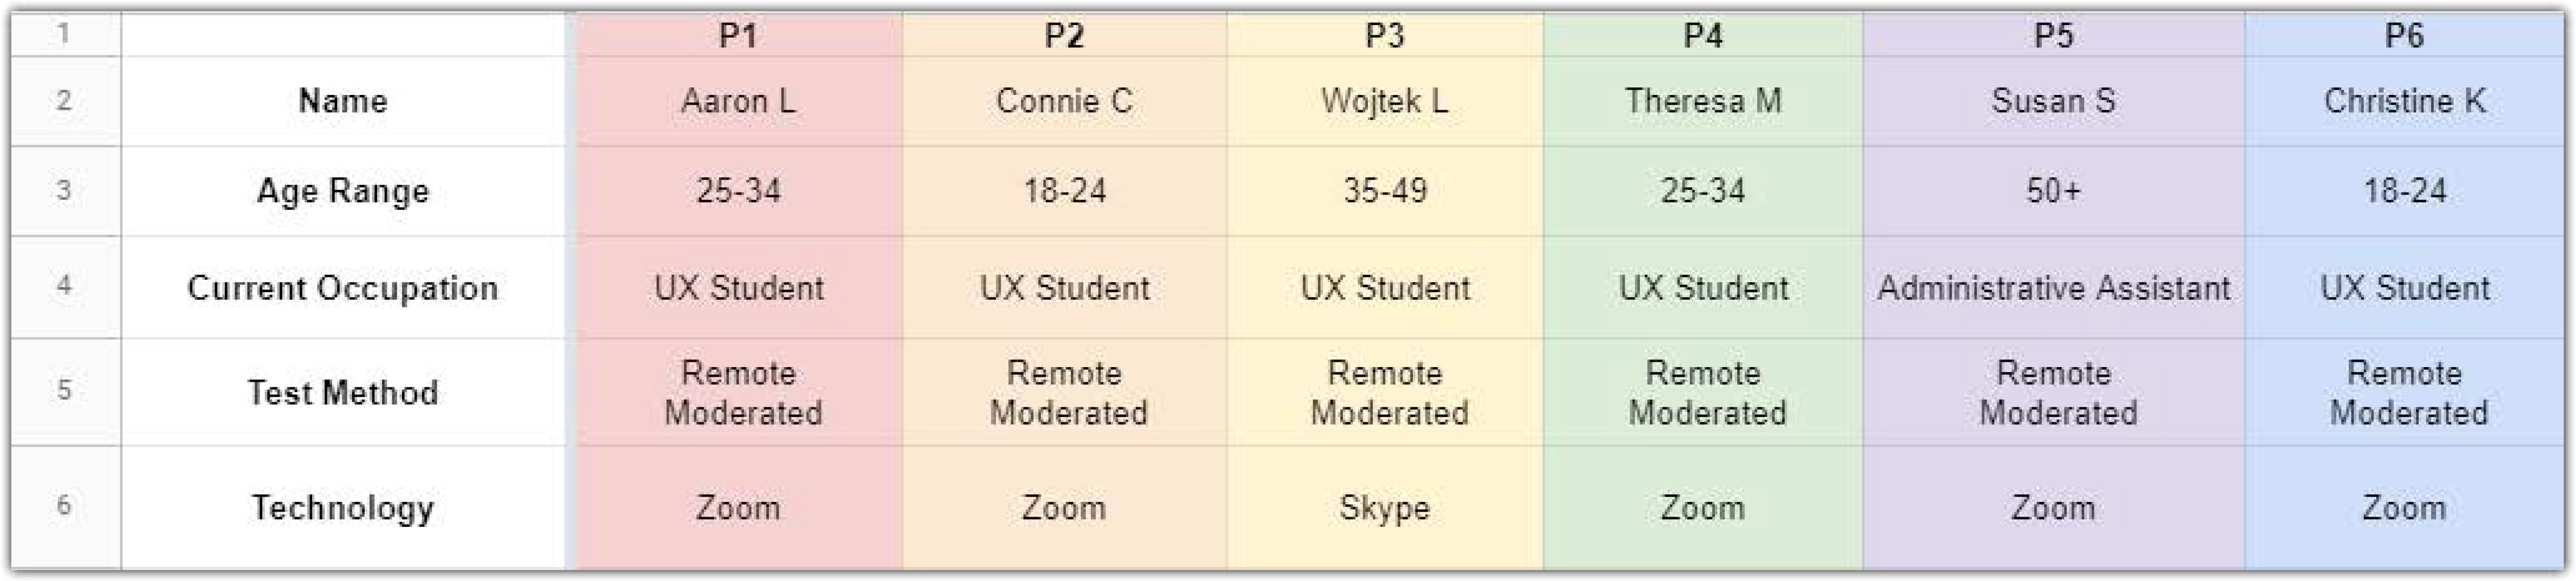 1 P1 P2 P3 P4 P5 P6
2 Name Aaron L Connie C Wojtek L Theresa M Susan S Christine K
3 Age Range 25-34 18-24 35-49 25-34 50+ 18-24
4 Current Occupation UX Student UX Student UX Student UX Student Administrative Assistant UX Student
5 Test Method Remote Moderated Remote Moderated Remote Moderated Remote Moderated Remote Moderated Remote Moderated
6 Technology Zoom Zoom Skype Zoom Zoom Zoom